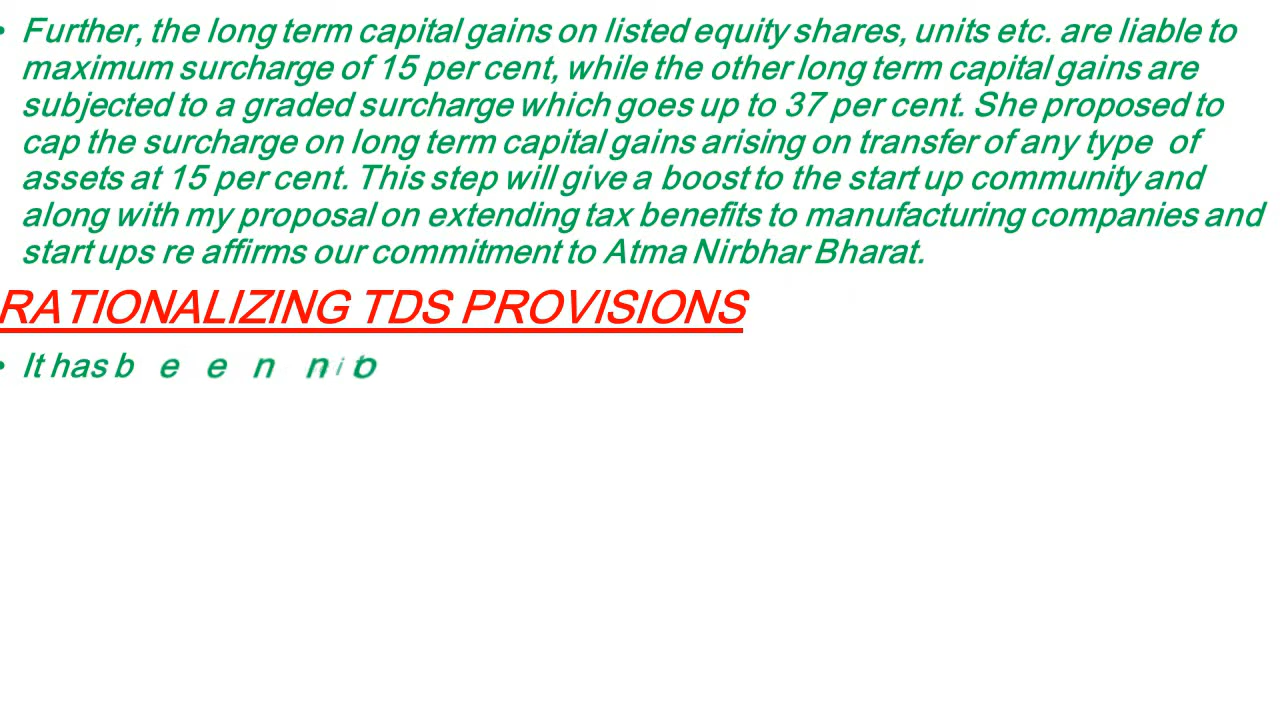 • Further, the long term capital gains on listed equity shares, units etc. are liable to
maximum surcharge of 15 per cent, while the other long term capital gains are
subjected to a graded surcharge which goes up to 37 per cent. She proposed to
cap the surcharge on long term capital gains arising on transfer of any type of
assets at 15 per cent. This step will give a boost to the start up community and
along with my proposal on extending tax benefits to manufacturing companies and
start ups re affirms our commitment to Atma Nirbhar Bharat.
RATIONALIZING TDS PROVISIONS
• It has b e e n